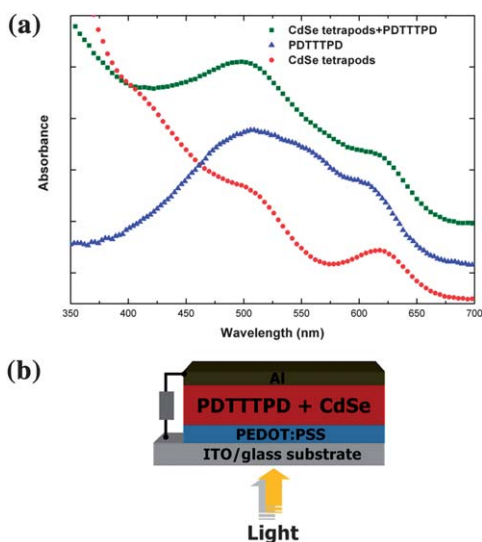 (a)
CdSe tetrapods+PDTTTPD
PDTTTPD
CdSe tetrapods
Absorbance
350 400 450 500 550 600 650 700
Wavelength (nm)
(b)
Al
PDTTTPD + CdSe
PEDOT:PSS
ITO/glass substrate
Light